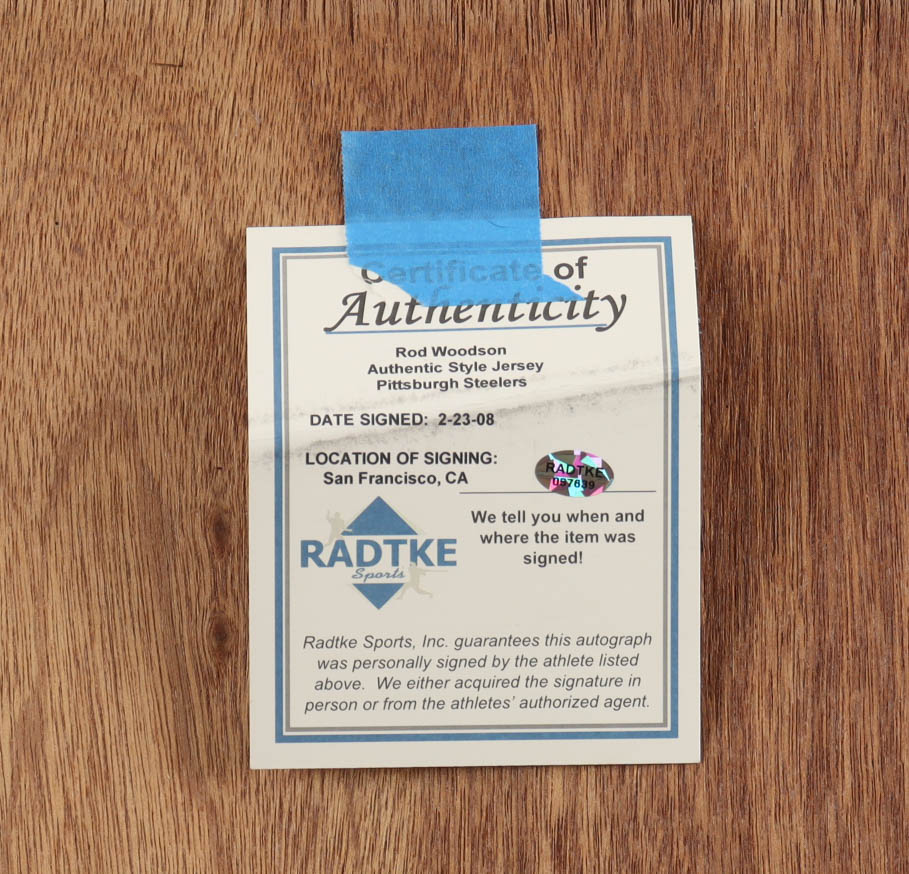 Certificate of
Authenticity
Rod Woodson
Authentic Style Jersey
Pittsburgh Steelers
DATE SIGNED: 2-23-08
LOCATION OF SIGNING:
San Francisco, CA
RADTKE
097639
We tell you when and
where the item was
signed!
RADTKE
Sports
Radtke Sports, Inc. guarantees this autograph
was personally signed by the athlete listed
above. We either acquired the signature in
person or from the athletes' authorized agent.